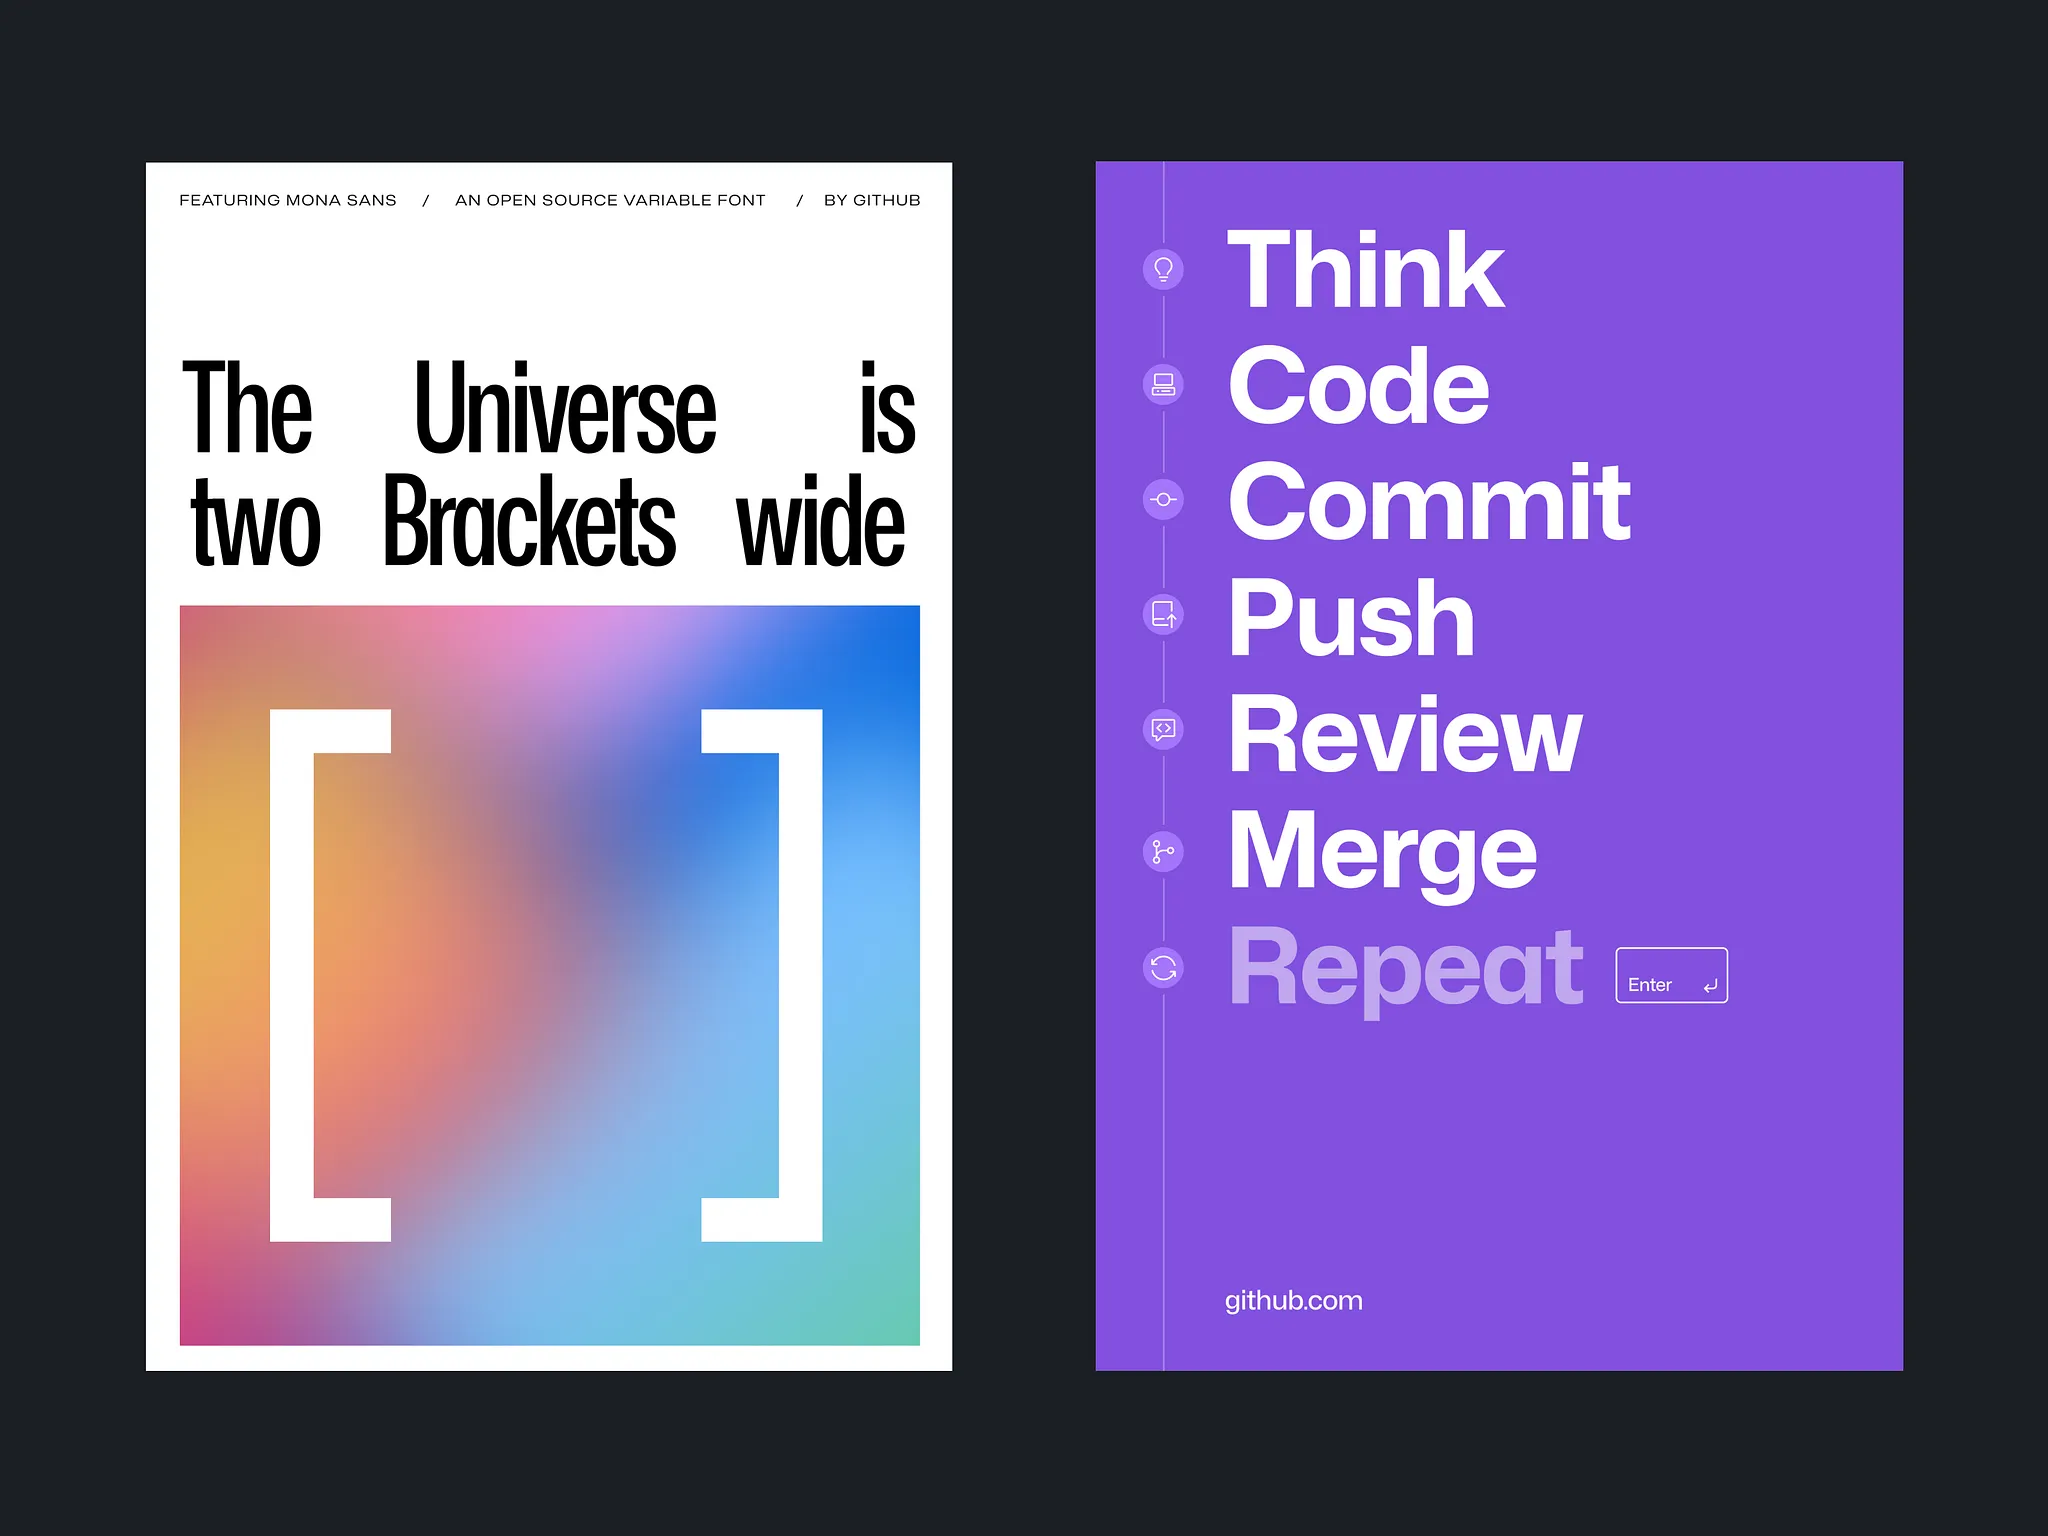 FEATURING MONA SANS / AN OPEN SOURCE VARIABLE FONT / BY GITHUB
The Universe is
two Brackets wide
[ ]
Think
Code
Commit
Push
Review
Merge
Repeat
Enter ↵
github.com